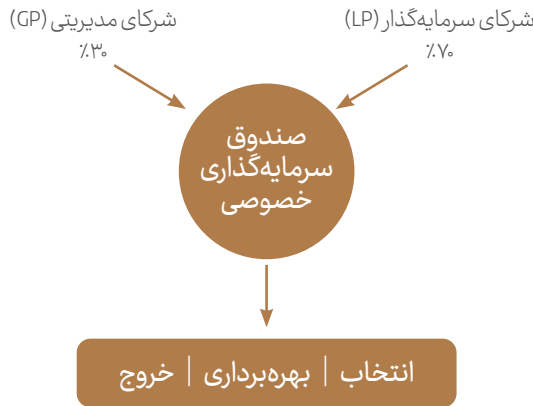 شرکای سرمایه‌گذار (LP)
٪۷۰
شرکای مدیریتی (GP)
٪۳۰
صندوق
سرمایه‌گذاری
خصوصی
انتخاب | بهره‌برداری | خروج